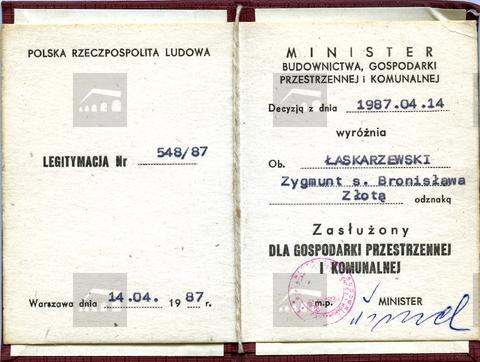 POLSKA RZECZPOSPOLITA LUDOWA
LEGITYMACJA Nr 548/87
Warszawa dnia 14.04. 1987 r.
MINISTER
BUDOWNICTWA, GOSPODARKI
PRZESTRZENNEJ i KOMUNALNEJ
Decyzją z dnia 1987.04.14
wyróżnia
Ob. ŁASKARZEWSKI
Zygmunt s. Bronisława
Złotą odznaką
Zasłużony
DLA GOSPODARKI PRZESTRZENNEJ
I KOMUNALNEJ
m.p. MINISTER